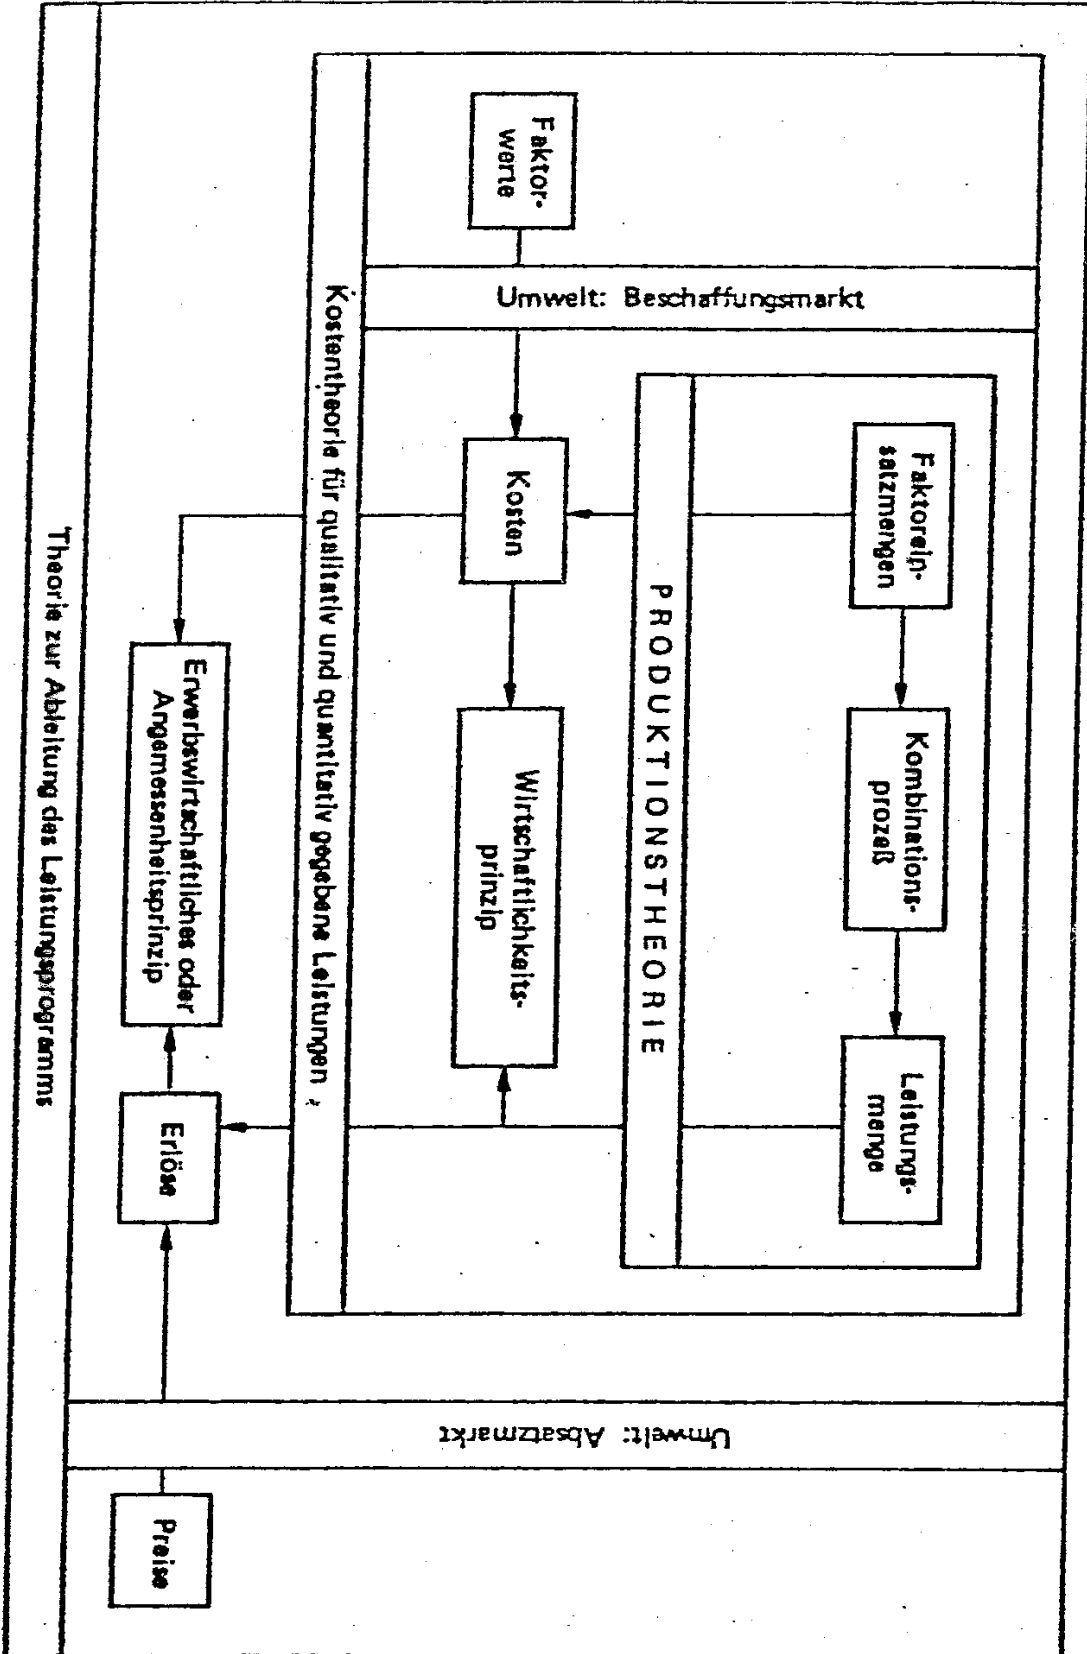 Faktorein-
satzmengen
Kombinations-
prozeß
Leistungs-
menge
PRODUKTIONSTHEORIE
Faktor-
werte
Umwelt: Beschaffungsmarkt
Kosten
Wirtschaftlichkeits-
prinzip
Kostentheorie für qualitativ und quantitativ gegebene Leistungen
Erwerbswirtschaftliches oder
Angemessenheitsprinzip
Erlöse
Umwelt: Absatzmarkt
Preise
Theorie zur Ableitung des Leistungsprogramms